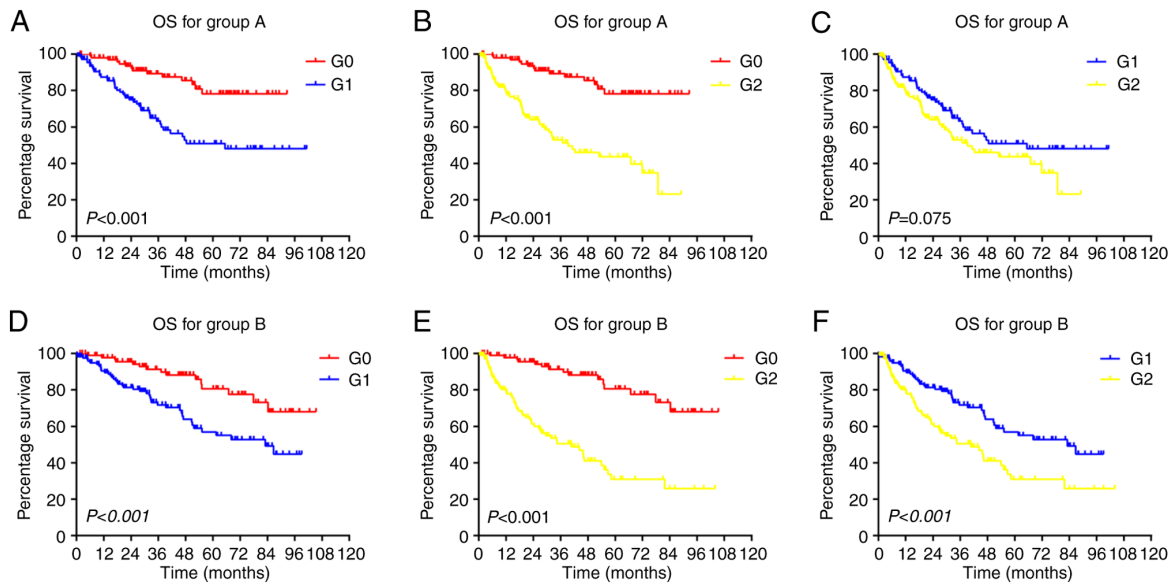 A
OS for group A
Percentage survival
100
80
60
40
20
0
G0
G1
P<0.001
0 12 24 36 48 60 72 84 96 108 120
Time (months)
B
OS for group A
Percentage survival
100
80
60
40
20
0
G0
G2
P<0.001
0 12 24 36 48 60 72 84 96 108 120
Time (months)
C
OS for group A
Percentage survival
100
80
60
40
20
0
G1
G2
P=0.075
0 12 24 36 48 60 72 84 96 108 120
Time (months)
D
OS for group B
Percentage survival
100
80
60
40
20
0
G0
G1
P<0.001
0 12 24 36 48 60 72 84 96 108 120
Time (months)
E
OS for group B
Percentage survival
100
80
60
40
20
0
G0
G2
P<0.001
0 12 24 36 48 60 72 84 96 108 120
Time (months)
F
OS for group B
Percentage survival
100
80
60
40
20
0
G1
G2
P<0.001
0 12 24 36 48 60 72 84 96 108 120
Time (months)